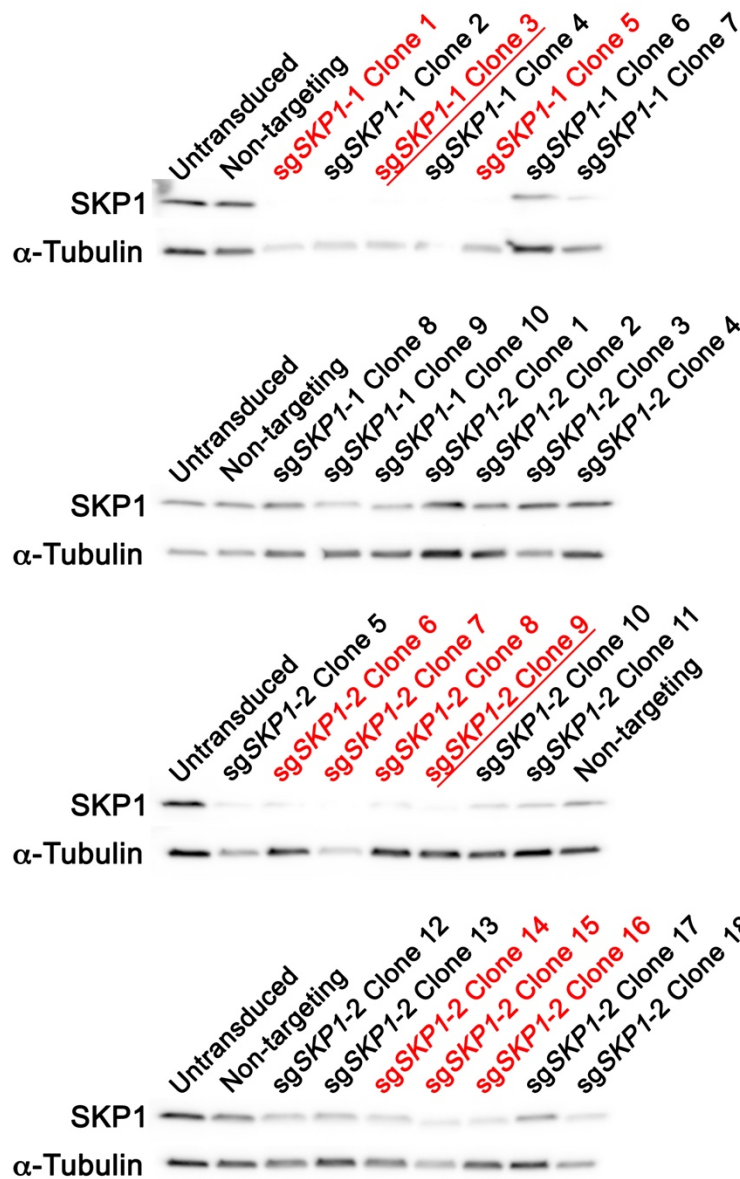 Untransduced
Non-targeting
sgSKP1-1 Clone 1
sgSKP1-1 Clone 2
sgSKP1-1 Clone 3
sgSKP1-1 Clone 4
sgSKP1-1 Clone 5
sgSKP1-1 Clone 6
sgSKP1-1 Clone 7
SKP1
α-Tubulin
Untransduced
Non-targeting
sgSKP1-1 Clone 8
sgSKP1-1 Clone 9
sgSKP1-1 Clone 10
sgSKP1-2 Clone 1
sgSKP1-2 Clone 2
sgSKP1-2 Clone 3
sgSKP1-2 Clone 4
SKP1
α-Tubulin
Untransduced
sgSKP1-2 Clone 5
sgSKP1-2 Clone 6
sgSKP1-2 Clone 7
sgSKP1-2 Clone 8
sgSKP1-2 Clone 9
sgSKP1-2 Clone 10
sgSKP1-2 Clone 11
Non-targeting
SKP1
α-Tubulin
Untransduced
Non-targeting
sgSKP1-2 Clone 12
sgSKP1-2 Clone 13
sgSKP1-2 Clone 14
sgSKP1-2 Clone 15
sgSKP1-2 Clone 16
sgSKP1-2 Clone 17
sgSKP1-2 Clone 18
SKP1
α-Tubulin